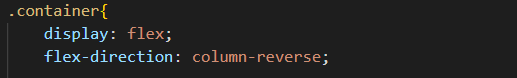 .container{
    display: flex;
    flex-direction: column-reverse;